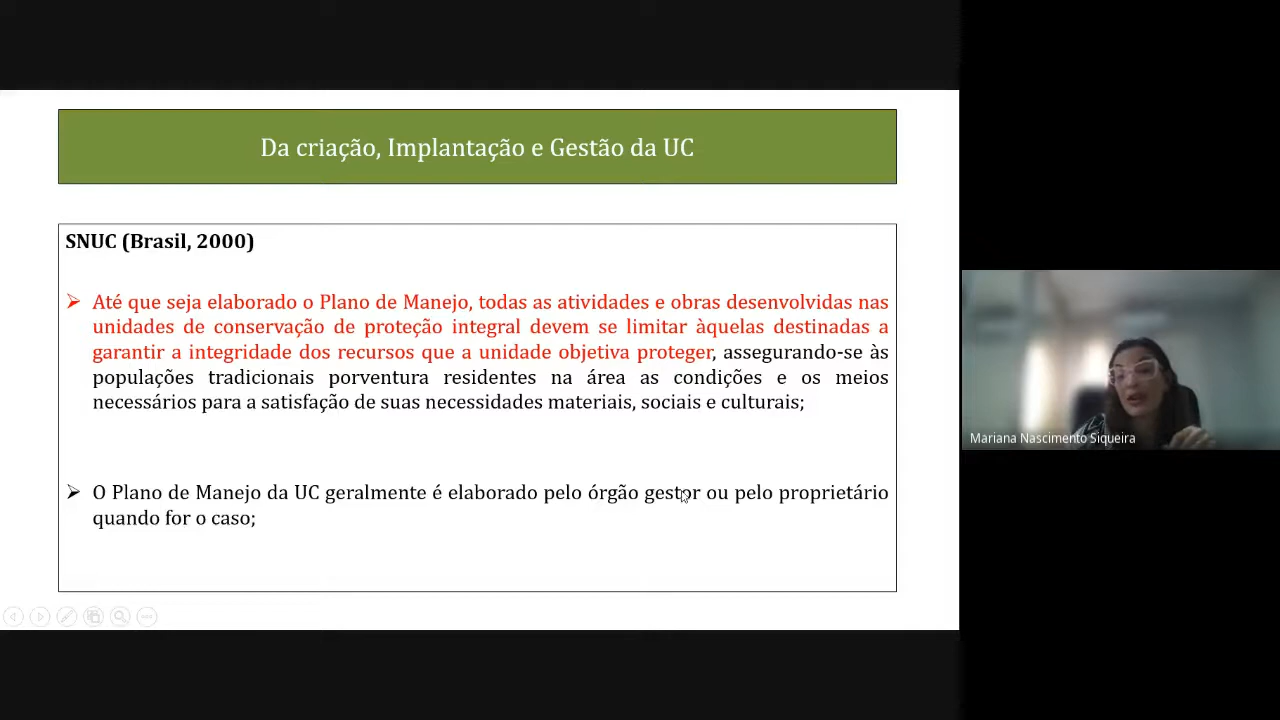 Da criação, Implantação e Gestão da UC
SNUC (Brasil, 2000)
Até que seja elaborado o Plano de Manejo, todas as atividades e obras desenvolvidas nas
unidades de conservação de proteção integral devem se limitar àquelas destinadas a
garantir a integridade dos recursos que a unidade objetiva proteger, assegurando-se às
populações tradicionais porventura residentes na área as condições e os meios
necessários para a satisfação de suas necessidades materiais, sociais e culturais;
O Plano de Manejo da UC geralmente é elaborado pelo órgão gestor ou pelo proprietário
quando for o caso;
Mariana Nascimento Siqueira